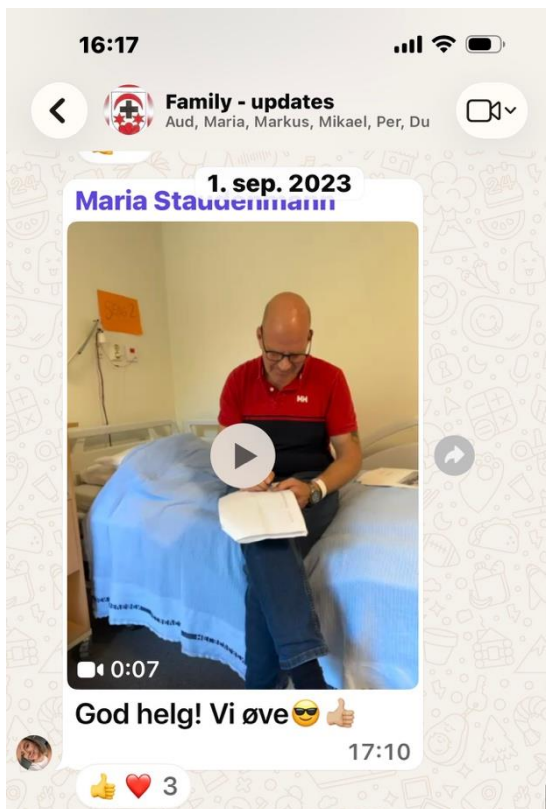 16:17
Family - updates
Aud, Maria, Markus, Mikael, Per, Du
1. sep. 2023
Maria Staudenmann
HH
0:07
God helg! Vi øve😎👍🏼
17:10
👍 ❤️ 3